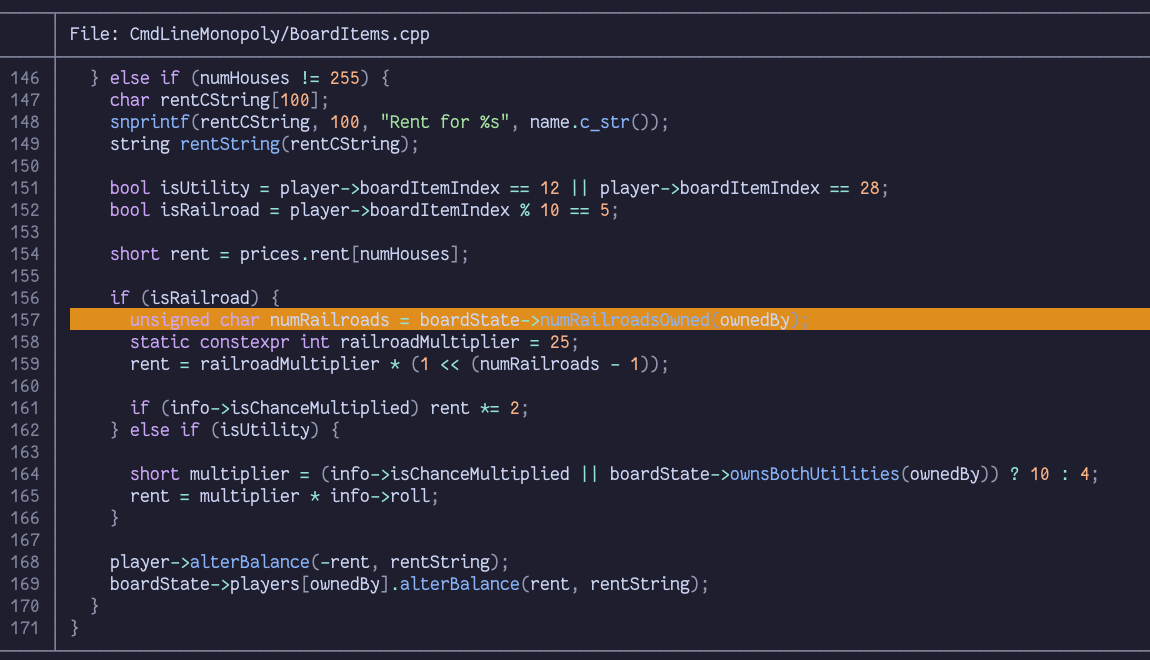 File: CmdLineMonopoly/BoardItems.cpp
146 } else if (numHouses != 255) {
147 char rentCString[100];
148 snprintf(rentCString, 100, "Rent for %s", name.c_str());
149 string rentString(rentCString);
150
151 bool isUtility = player->boardItemIndex == 12 || player->boardItemIndex == 28;
152 bool isRailroad = player->boardItemIndex % 10 == 5;
153
154 short rent = prices.rent[numHouses];
155
156 if (isRailroad) {
157 unsigned char numRailroads = boardState->numRailroadsOwned(ownedBy);
158 static constexpr int railroadMultiplier = 25;
159 rent = railroadMultiplier * (1 << (numRailroads - 1));
160
161 if (info->isChanceMultiplied) rent *= 2;
162 } else if (isUtility) {
163
164 short multiplier = (info->isChanceMultiplied || boardState->ownsBothUtilities(ownedBy)) ? 10 : 4;
165 rent = multiplier * info->roll;
166 }
167
168 player->alterBalance(-rent, rentString);
169 boardState->players[ownedBy].alterBalance(rent, rentString);
170 }
171 }